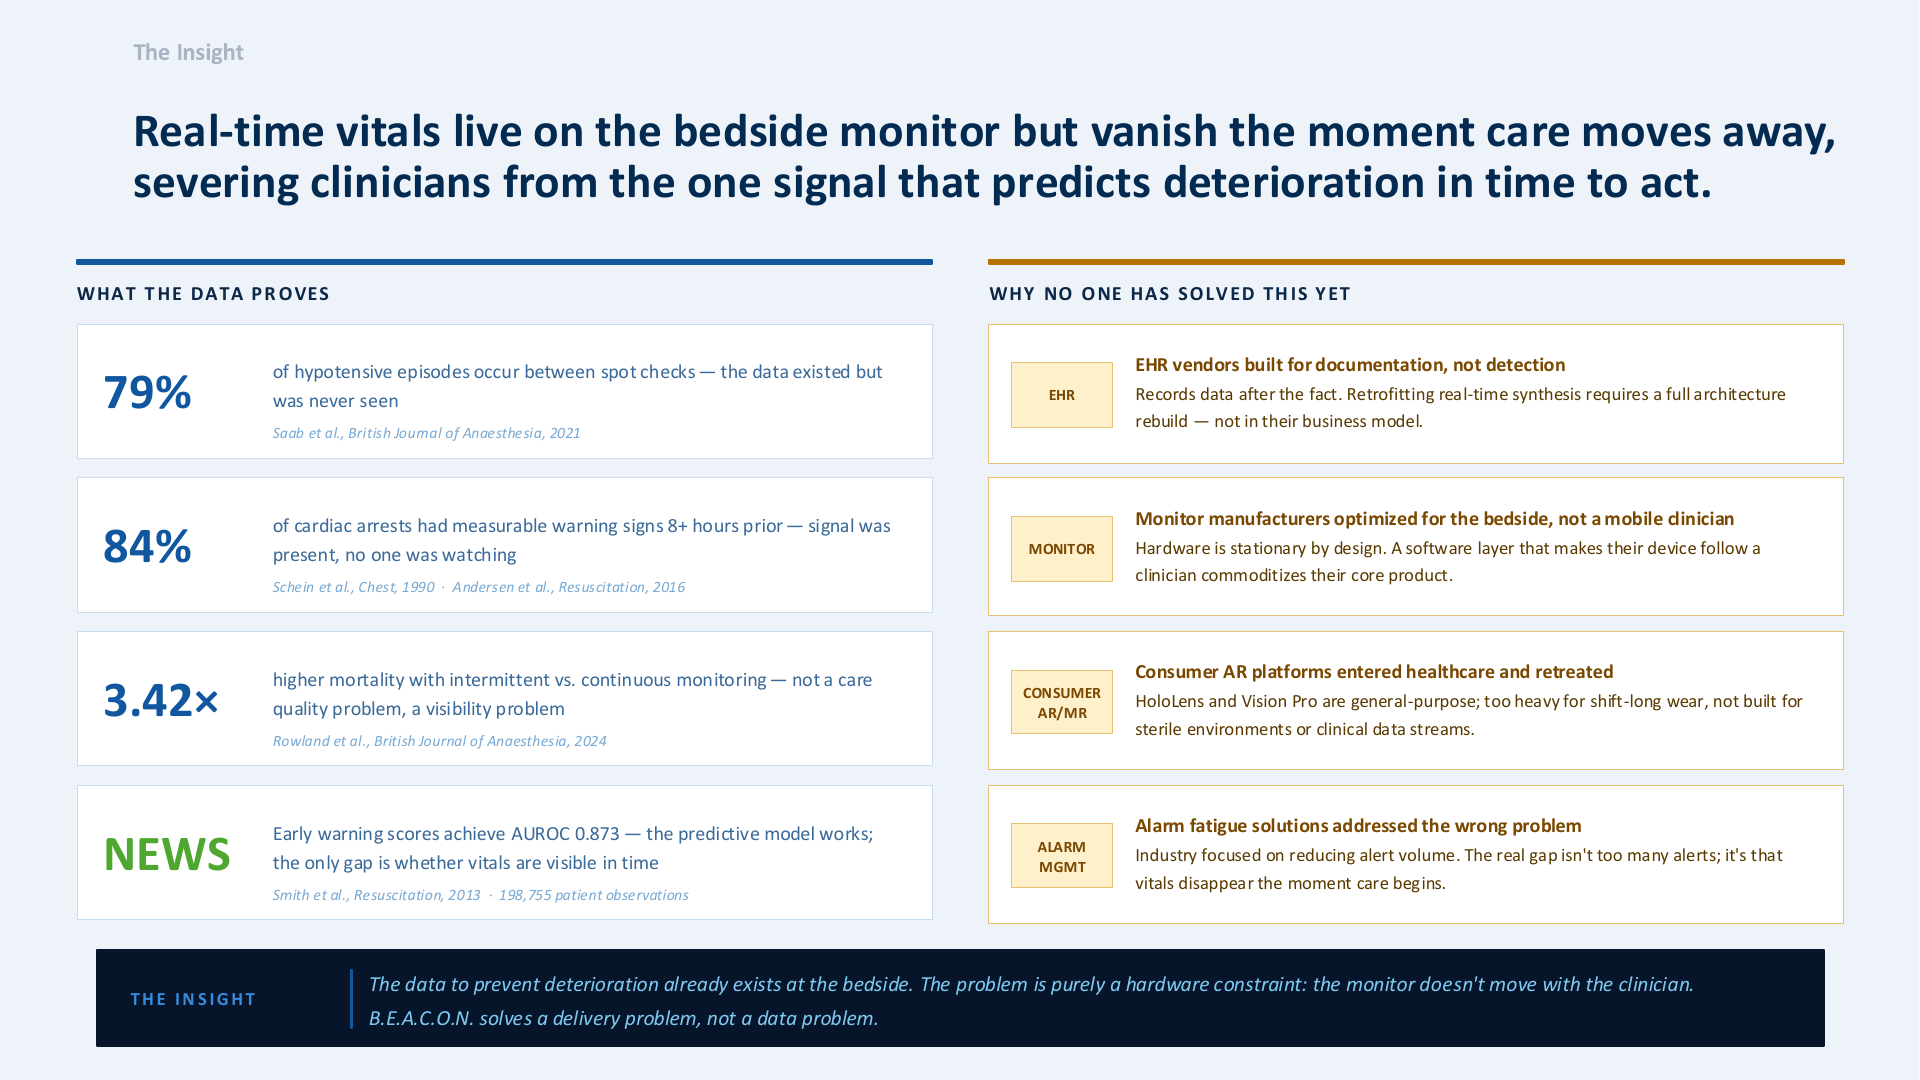 The Insight
Real-time vitals live on the bedside monitor but vanish the moment care moves away,
severing clinicians from the one signal that predicts deterioration in time to act.
WHAT THE DATA PROVES
79%
of hypotensive episodes occur between spot checks — the data existed but
was never seen
Saab et al., British Journal of Anaesthesia, 2021
84%
of cardiac arrests had measurable warning signs 8+ hours prior — signal was
present, no one was watching
Schein et al., Chest, 1990 · Andersen et al., Resuscitation, 2016
3.42×
higher mortality with intermittent vs. continuous monitoring — not a care
quality problem, a visibility problem
Rowland et al., British Journal of Anaesthesia, 2024
NEWS
Early warning scores achieve AUROC 0.873 — the predictive model works;
the only gap is whether vitals are visible in time
Smith et al., Resuscitation, 2013 · 198,755 patient observations
WHY NO ONE HAS SOLVED THIS YET
EHR
EHR vendors built for documentation, not detection
Records data after the fact. Retrofitting real-time synthesis requires a full architecture
rebuild — not in their business model.
MONITOR
Monitor manufacturers optimized for the bedside, not a mobile clinician
Hardware is stationary by design. A software layer that makes their device follow a
clinician commoditizes their core product.
CONSUMER
AR/MR
Consumer AR platforms entered healthcare and retreated
HoloLens and Vision Pro are general-purpose; too heavy for shift-long wear, not built for
sterile environments or clinical data streams.
ALARM
MGMT
Alarm fatigue solutions addressed the wrong problem
Industry focused on reducing alert volume. The real gap isn't too many alerts; it's that
vitals disappear the moment care begins.
THE INSIGHT
The data to prevent deterioration already exists at the bedside. The problem is purely a hardware constraint: the monitor doesn't move with the clinician.
B.E.A.C.O.N. solves a delivery problem, not a data problem.